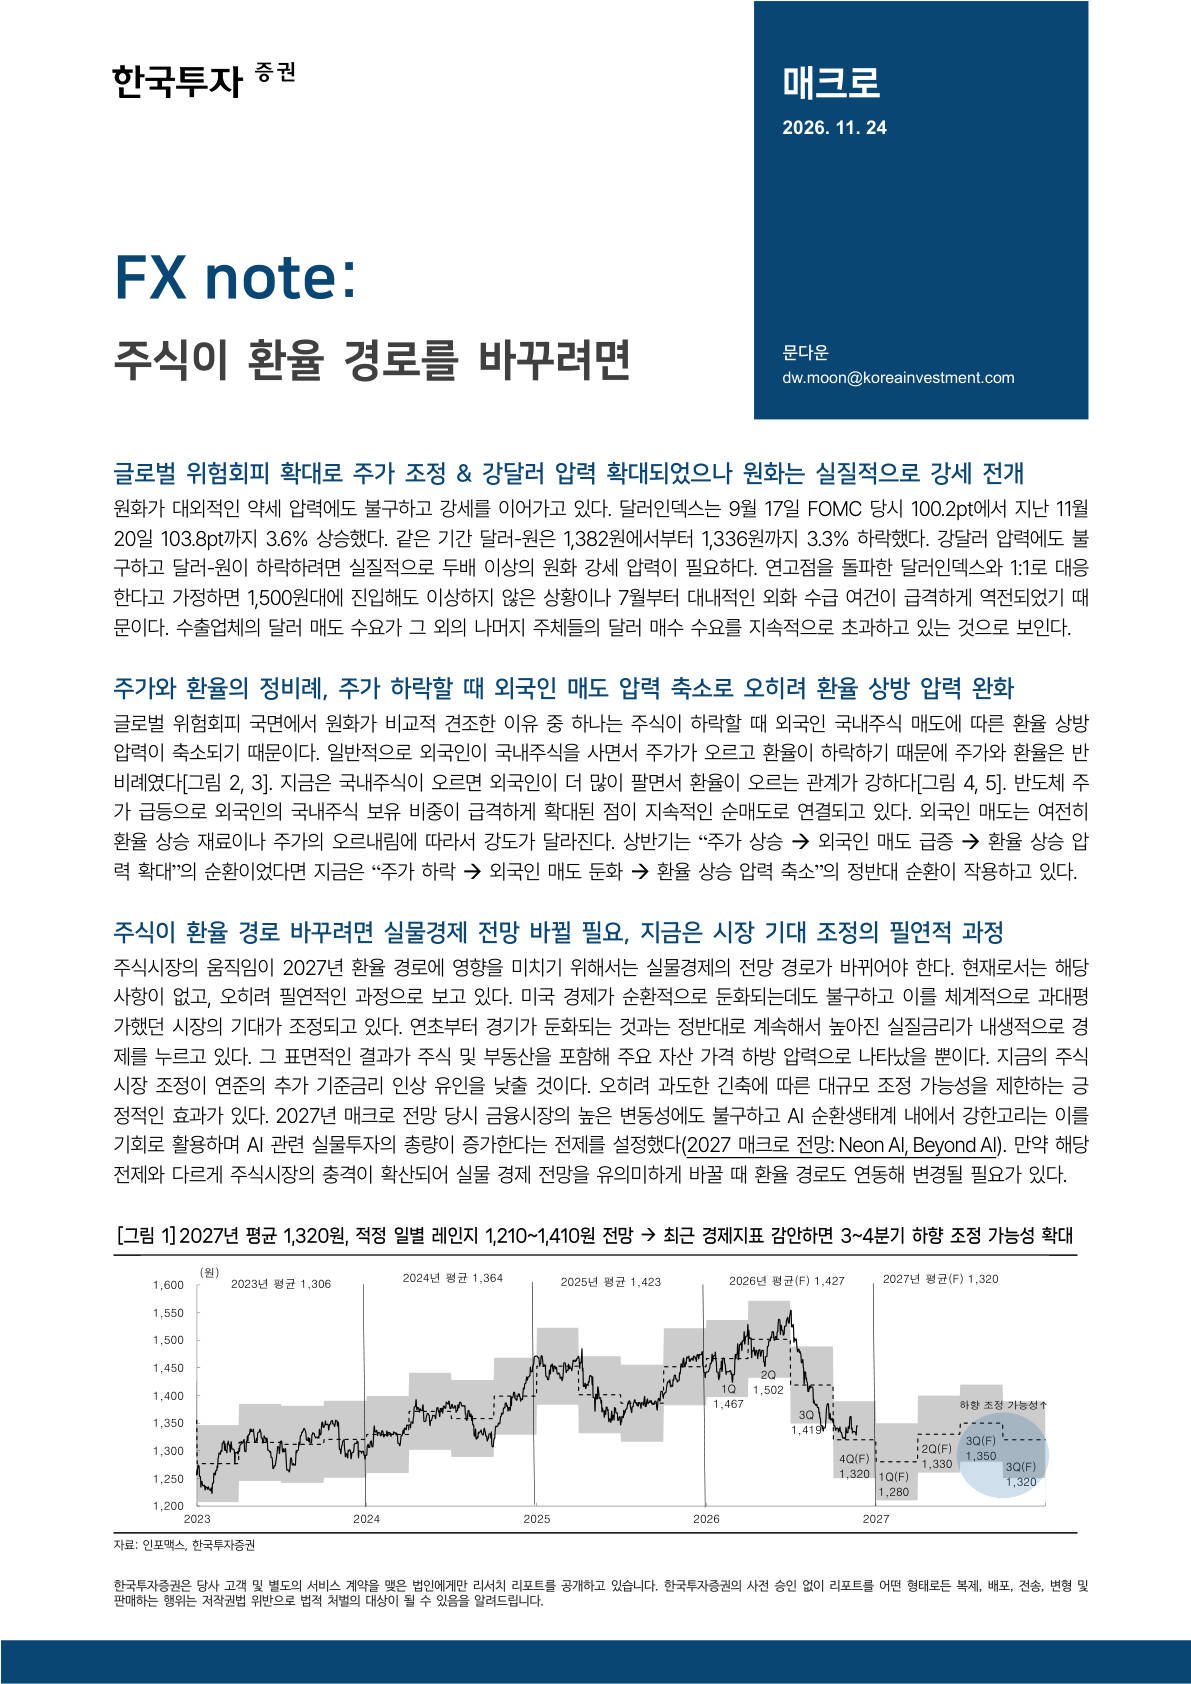 한국투자 증권
매크로
2026. 11. 24
FX note:
주식이 환율 경로를 바꾸려면
문다운
dw.moon@koreainvestment.com
글로벌 위험회피 확대로 주가 조정 & 강달러 압력 확대되었으나 원화는 실질적으로 강세 전개
원화가 대외적인 약세 압력에도 불구하고 강세를 이어가고 있다. 달러인덱스는 9월 17일 FOMC 당시 100.2pt에서 지난 11월
20일 103.8pt까지 3.6% 상승했다. 같은 기간 달러-원은 1,382원에서부터 1,336원까지 3.3% 하락했다. 강달러 압력에도 불
구하고 달러-원이 하락하려면 실질적으로 두배 이상의 원화 강세 압력이 필요하다. 연고점을 돌파한 달러인덱스와 1:1로 대응
한다고 가정하면 1,500원대에 진입해도 이상하지 않은 상황이나 7월부터 대내적인 외화 수급 여건이 급격하게 역전되었기 때
문이다. 수출업체의 달러 매도 수요가 그 외의 나머지 주체들의 달러 매수 수요를 지속적으로 초과하고 있는 것으로 보인다.
주가와 환율의 정비례, 주가 하락할 때 외국인 매도 압력 축소로 오히려 환율 상방 압력 완화
글로벌 위험회피 국면에서 원화가 비교적 견조한 이유 중 하나는 주식이 하락할 때 외국인 국내주식 매도에 따른 환율 상방
압력이 축소되기 때문이다. 일반적으로 외국인이 국내주식을 사면서 주가가 오르고 환율이 하락하기 때문에 주가와 환율은 반
비례였다[그림 2, 3]. 지금은 국내주식이 오르면 외국인이 더 많이 팔면서 환율이 오르는 관계가 강하다[그림 4, 5]. 반도체 주
가 급등으로 외국인의 국내주식 보유 비중이 급격하게 확대된 점이 지속적인 순매도로 연결되고 있다. 외국인 매도는 여전히
환율 상승 재료이나 주가의 오르내림에 따라서 강도가 달라진다. 상반기는 “주가 상승 → 외국인 매도 급증 → 환율 상승 압
력 확대”의 순환이었다면 지금은 “주가 하락 → 외국인 매도 둔화 → 환율 상승 압력 축소”의 정반대 순환이 작용하고 있다.
주식이 환율 경로 바꾸려면 실물경제 전망 바뀔 필요, 지금은 시장 기대 조정의 필연적 과정
주식시장의 움직임이 2027년 환율 경로에 영향을 미치기 위해서는 실물경제의 전망 경로가 바뀌어야 한다. 현재로서는 해당
사항이 없고, 오히려 필연적인 과정으로 보고 있다. 미국 경제가 순환적으로 둔화되는데도 불구하고 이를 체계적으로 과대평
가했던 시장의 기대가 조정되고 있다. 연초부터 경기가 둔화되는 것과는 정반대로 계속해서 높아진 실질금리가 내생적으로 경
제를 누르고 있다. 그 표면적인 결과가 주식 및 부동산을 포함해 주요 자산 가격 하방 압력으로 나타났을 뿐이다. 지금의 주식
시장 조정이 연준의 추가 기준금리 인상 유인을 낮출 것이다. 오히려 과도한 긴축에 따른 대규모 조정 가능성을 제한하는 긍
정적인 효과가 있다. 2027년 매크로 전망 당시 금융시장의 높은 변동성에도 불구하고 AI 순환생태계 내에서 강한고리는 이를
기회로 활용하며 AI 관련 실물투자의 총량이 증가한다는 전제를 설정했다(2027 매크로 전망: Neon AI, Beyond AI). 만약 해당
전제와 다르게 주식시장의 충격이 확산되어 실물 경제 전망을 유의미하게 바꿀 때 환율 경로도 연동해 변경될 필요가 있다.
[그림 1] 2027년 평균 1,320원, 적정 일별 레인지 1,210~1,410원 전망 → 최근 경제지표 감안하면 3~4분기 하향 조정 가능성 확대
(원)
2023년 평균 1,306
2024년 평균 1,364
2025년 평균 1,423
2026년 평균(F) 1,427
2027년 평균(F) 1,320
1,600
1,550
1,500
1,450
1,400
1,350
1,300
1,250
1,200
1Q
1,467
2Q
1,502
3Q
1,419
4Q(F)
1,320
1Q(F)
1,280
2Q(F)
1,330
하향 조정 가능성↑
3Q(F)
1,350
3Q(F)
1,320
2023
2024
2025
2026
2027
자료: 인포맥스, 한국투자증권
한국투자증권은 당사 고객 및 별도의 서비스 계약을 맺은 법인에게만 리서치 리포트를 공개하고 있습니다. 한국투자증권의 사전 승인 없이 리포트를 어떤 형태로든 복제, 배포, 전송, 변형 및
판매하는 행위는 저작권법 위반으로 법적 처벌의 대상이 될 수 있음을 알려드립니다.